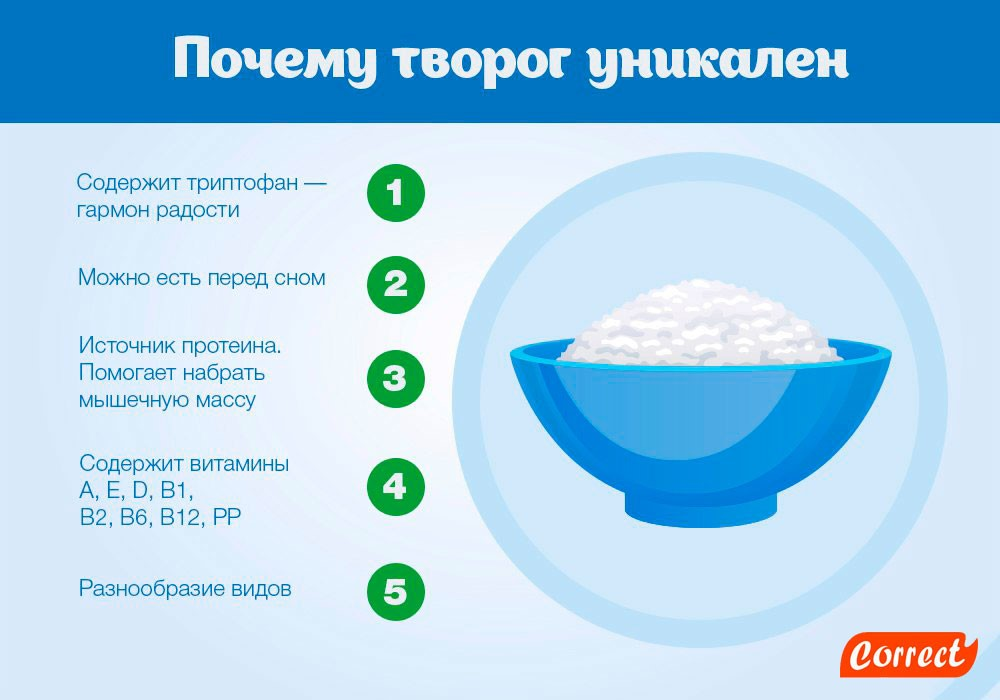 Почему творог уникален
Содержит триптофан —
гармон радости
1
Можно есть перед сном
2
Источник протеина.
Помогает набрать
мышечную массу
3
Содержит витамины
A, E, D, B1,
B2, B6, B12, PP
4
Разнообразие видов
5
Correct